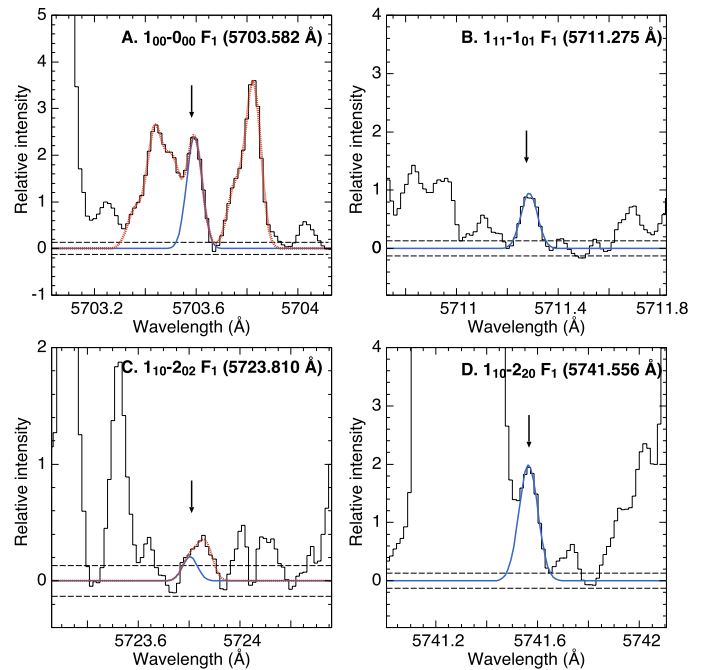 A. 1₀₀-0₀₀ F₁ (5703.582 Å)
5
4
3
2
1
0
-1
Relative intensity
5703.2 5703.6 5704
Wavelength (Å)
B. 1₁₁-1₀₁ F₁ (5711.275 Å)
4
3
2
1
0
Relative intensity
5711 5711.4 5711.8
Wavelength (Å)
C. 1₁₀-2₀₂ F₁ (5723.810 Å)
2
1
0
Relative intensity
5723.6 5724
Wavelength (Å)
D. 1₁₀-2₂₀ F₁ (5741.556 Å)
4
3
2
1
0
Relative intensity
5741.2 5741.6 5742
Wavelength (Å)